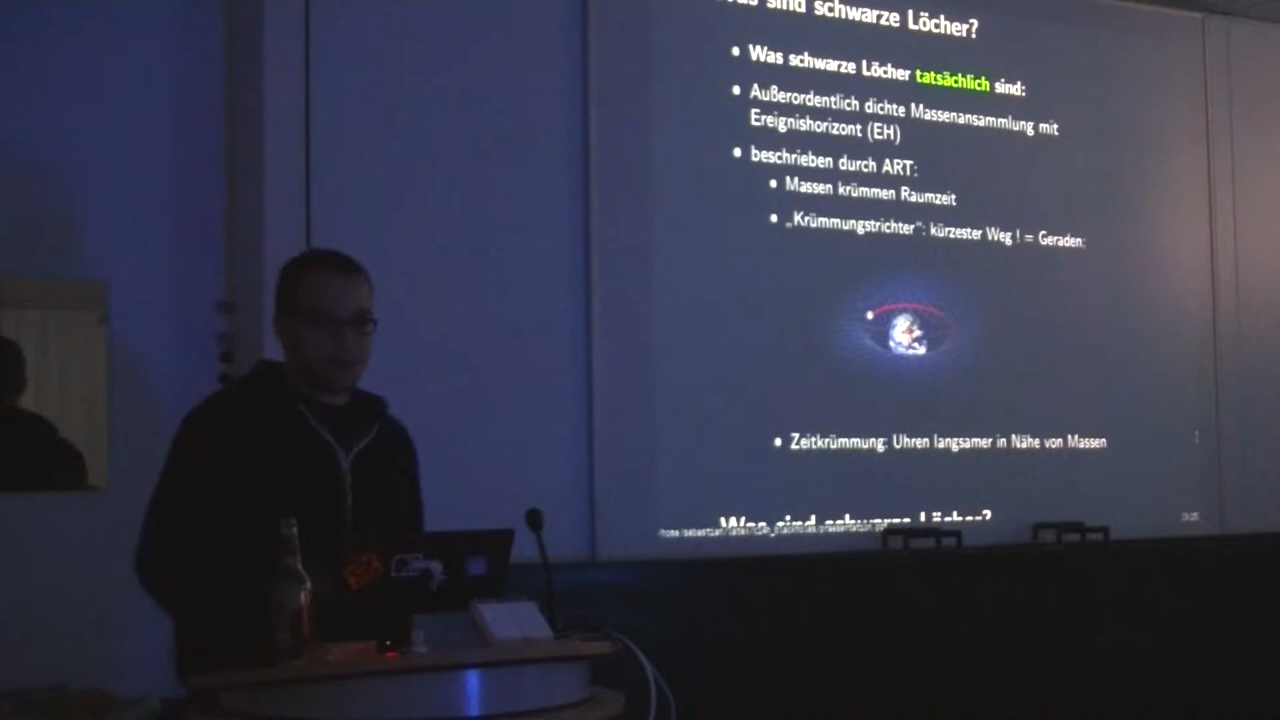 Was sind schwarze Löcher?
• Was schwarze Löcher tatsächlich sind:
• Außerordentlich dichte Massenansammlung mit
Ereignishorizont (EH)
• beschrieben durch ART:
• Massen krümmen Raumzeit
• „Krümmungstrichter“: kürzester Weg ! = Geraden:
• Zeitkrümmung: Uhren langsamer in Nähe von Massen
Was sind schwarze Löcher?